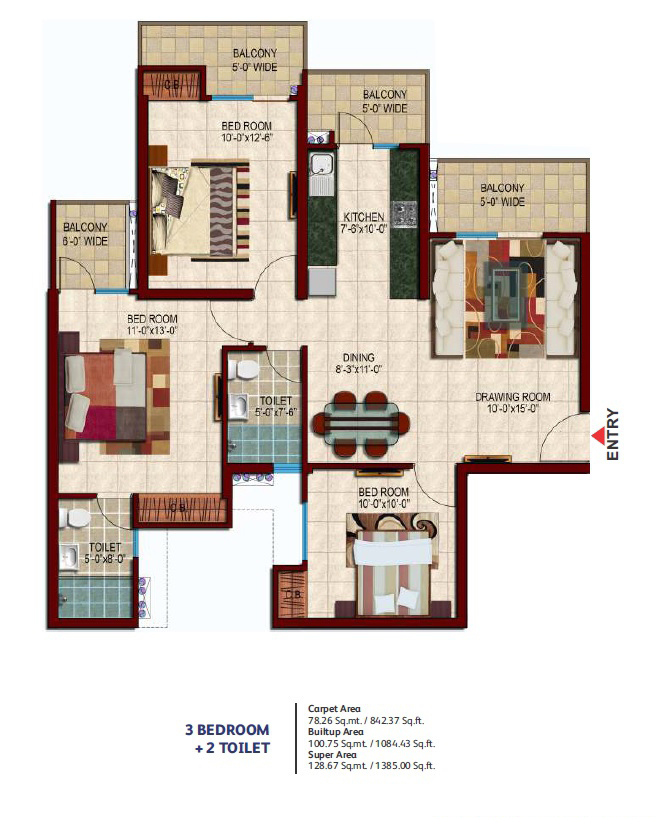 BALCONY
5'-0" WIDE
C.B.
BALCONY
5'-0" WIDE
BED ROOM
10'-0"x12'-6"
BALCONY
5'-0" WIDE
KITCHEN
7'-6"x10'-0"
BALCONY
6'-0" WIDE
BED ROOM
11'-0"x13'-0"
DINING
8'-3"x11'-0"
DRAWING ROOM
10'-0"x15'-0"
TOILET
5'-0"x7'-6"
ENTRY
BED ROOM
10'-0"x10'-0"
C.B.
TOILET
5'-0"x8'-0"
C.B.
3 BEDROOM
+ 2 TOILET
Carpet Area
78.26 Sq.mt. / 842.37 Sq.ft.
Builtup Area
100.75 Sq.mt. / 1084.43 Sq.ft.
Super Area
128.67 Sq.mt. / 1385.00 Sq.ft.